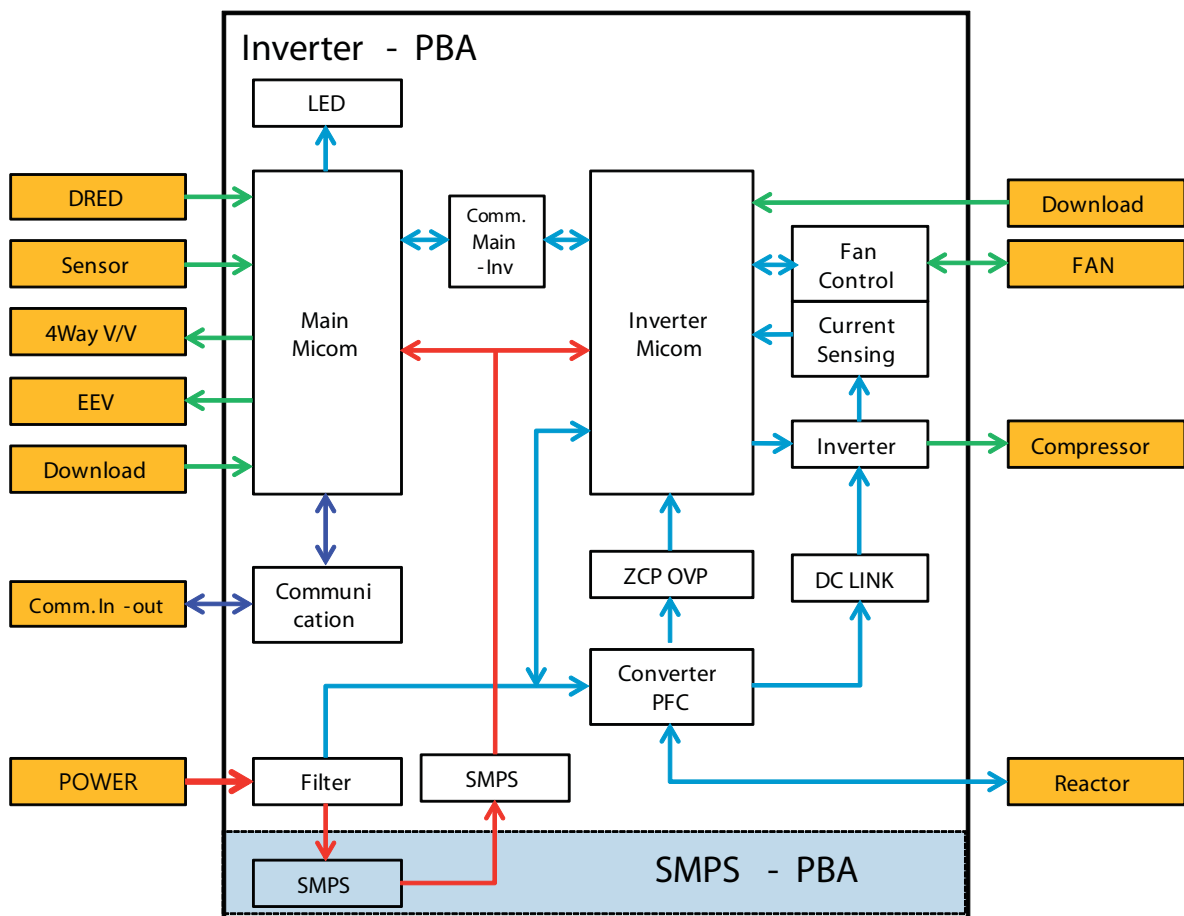 Inverter - PBA
LED
DRED
Sensor
4Way V/V
EEV
Download
Comm.In -out
POWER
Main
Micom
Comm.
Main
-Inv
Inverter
Micom
Fan
Control
Current
Sensing
Inverter
Download
FAN
Compressor
Communi
cation
ZCP OVP
DC LINK
Converter
PFC
Filter
SMPS
Reactor
SMPS
SMPS - PBA